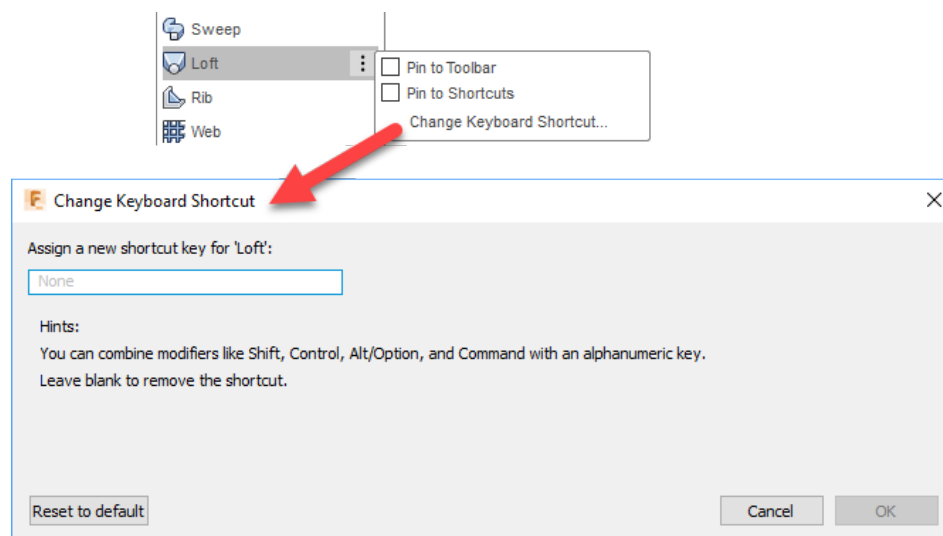 Sweep
Loft
Pin to Toolbar
Rib
Pin to Shortcuts
Change Keyboard Shortcut...
Web
F Change Keyboard Shortcut
Assign a new shortcut key for 'Loft':
None
Hints:
You can combine modifiers like Shift, Control, Alt/Option, and Command with an alphanumeric key.
Leave blank to remove the shortcut.
Reset to default
Cancel
OK